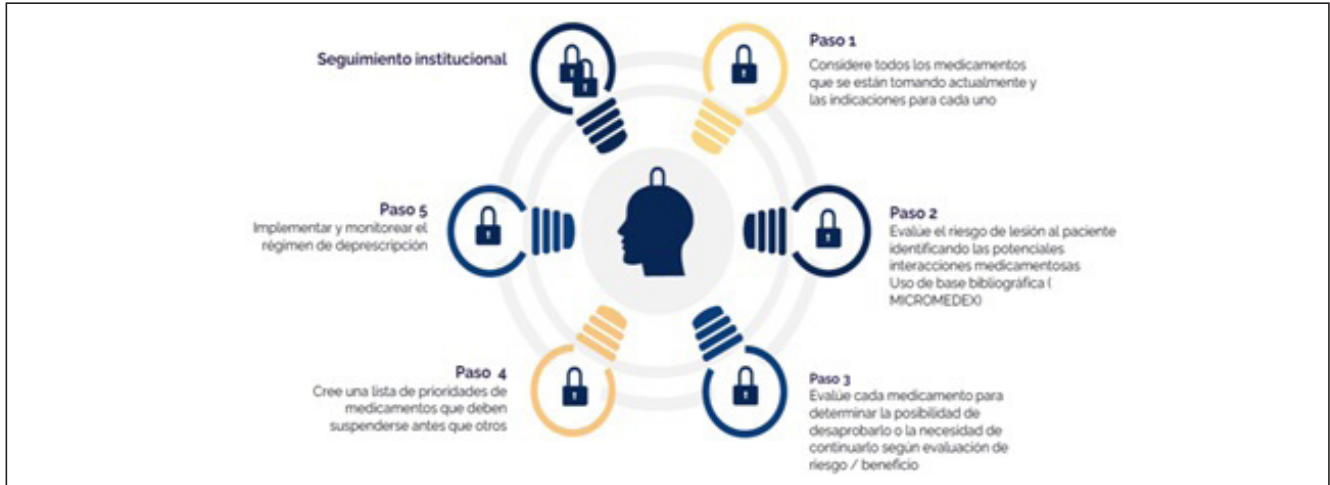 Seguimiento institucional
Paso 1
Considere todos los medicamentos
que se están tomando actualmente y
las indicaciones para cada uno
Paso 2
Evalúe el riesgo de lesión al paciente
identificando las potenciales
interacciones medicamentosas
Uso de base bibliográfica (
MICROMEDEX)
Paso 3
Evalúe cada medicamento para
determinar la posibilidad de
desaprobarlo o la necesidad de
continuarlo según evaluación de
riesgo / beneficio
Paso 4
Cree una lista de prioridades de
medicamentos que deben
suspenderse antes que otros
Paso 5
Implementar y monitorear el
régimen de deprescripción